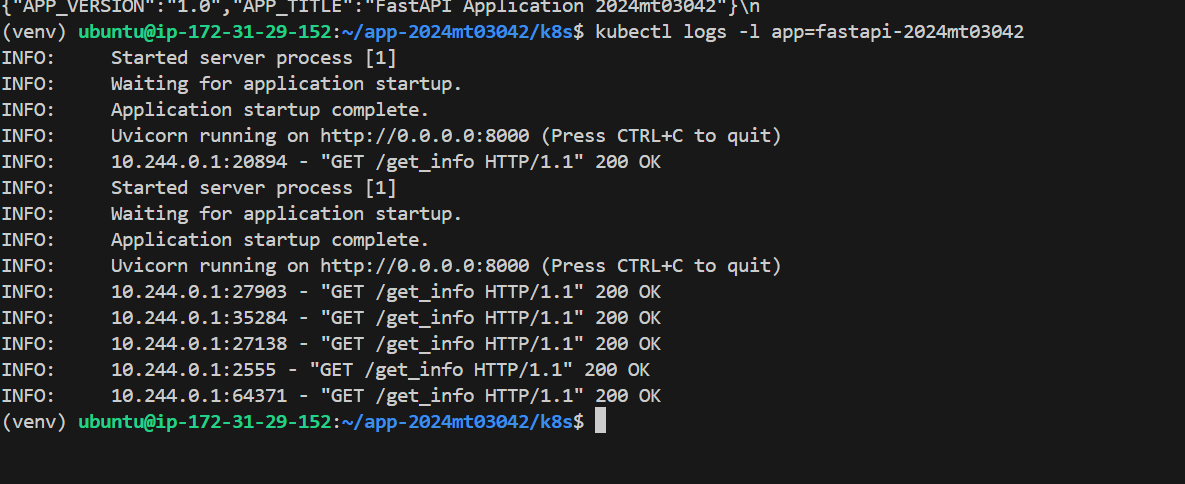 {"APP_VERSION":"1.0","APP_TITLE":"FastAPI Application 2024mt03042"}\n
(venv) ubuntu@ip-172-31-29-152:~/app-2024mt03042/k8s$ kubectl logs -l app=fastapi-2024mt03042
INFO:     Started server process [1]
INFO:     Waiting for application startup.
INFO:     Application startup complete.
INFO:     Uvicorn running on http://0.0.0.0:8000 (Press CTRL+C to quit)
INFO:     10.244.0.1:20894 - "GET /get_info HTTP/1.1" 200 OK
INFO:     Started server process [1]
INFO:     Waiting for application startup.
INFO:     Application startup complete.
INFO:     Uvicorn running on http://0.0.0.0:8000 (Press CTRL+C to quit)
INFO:     10.244.0.1:27903 - "GET /get_info HTTP/1.1" 200 OK
INFO:     10.244.0.1:35284 - "GET /get_info HTTP/1.1" 200 OK
INFO:     10.244.0.1:27138 - "GET /get_info HTTP/1.1" 200 OK
INFO:     10.244.0.1:2555 - "GET /get_info HTTP/1.1" 200 OK
INFO:     10.244.0.1:64371 - "GET /get_info HTTP/1.1" 200 OK
(venv) ubuntu@ip-172-31-29-152:~/app-2024mt03042/k8s$